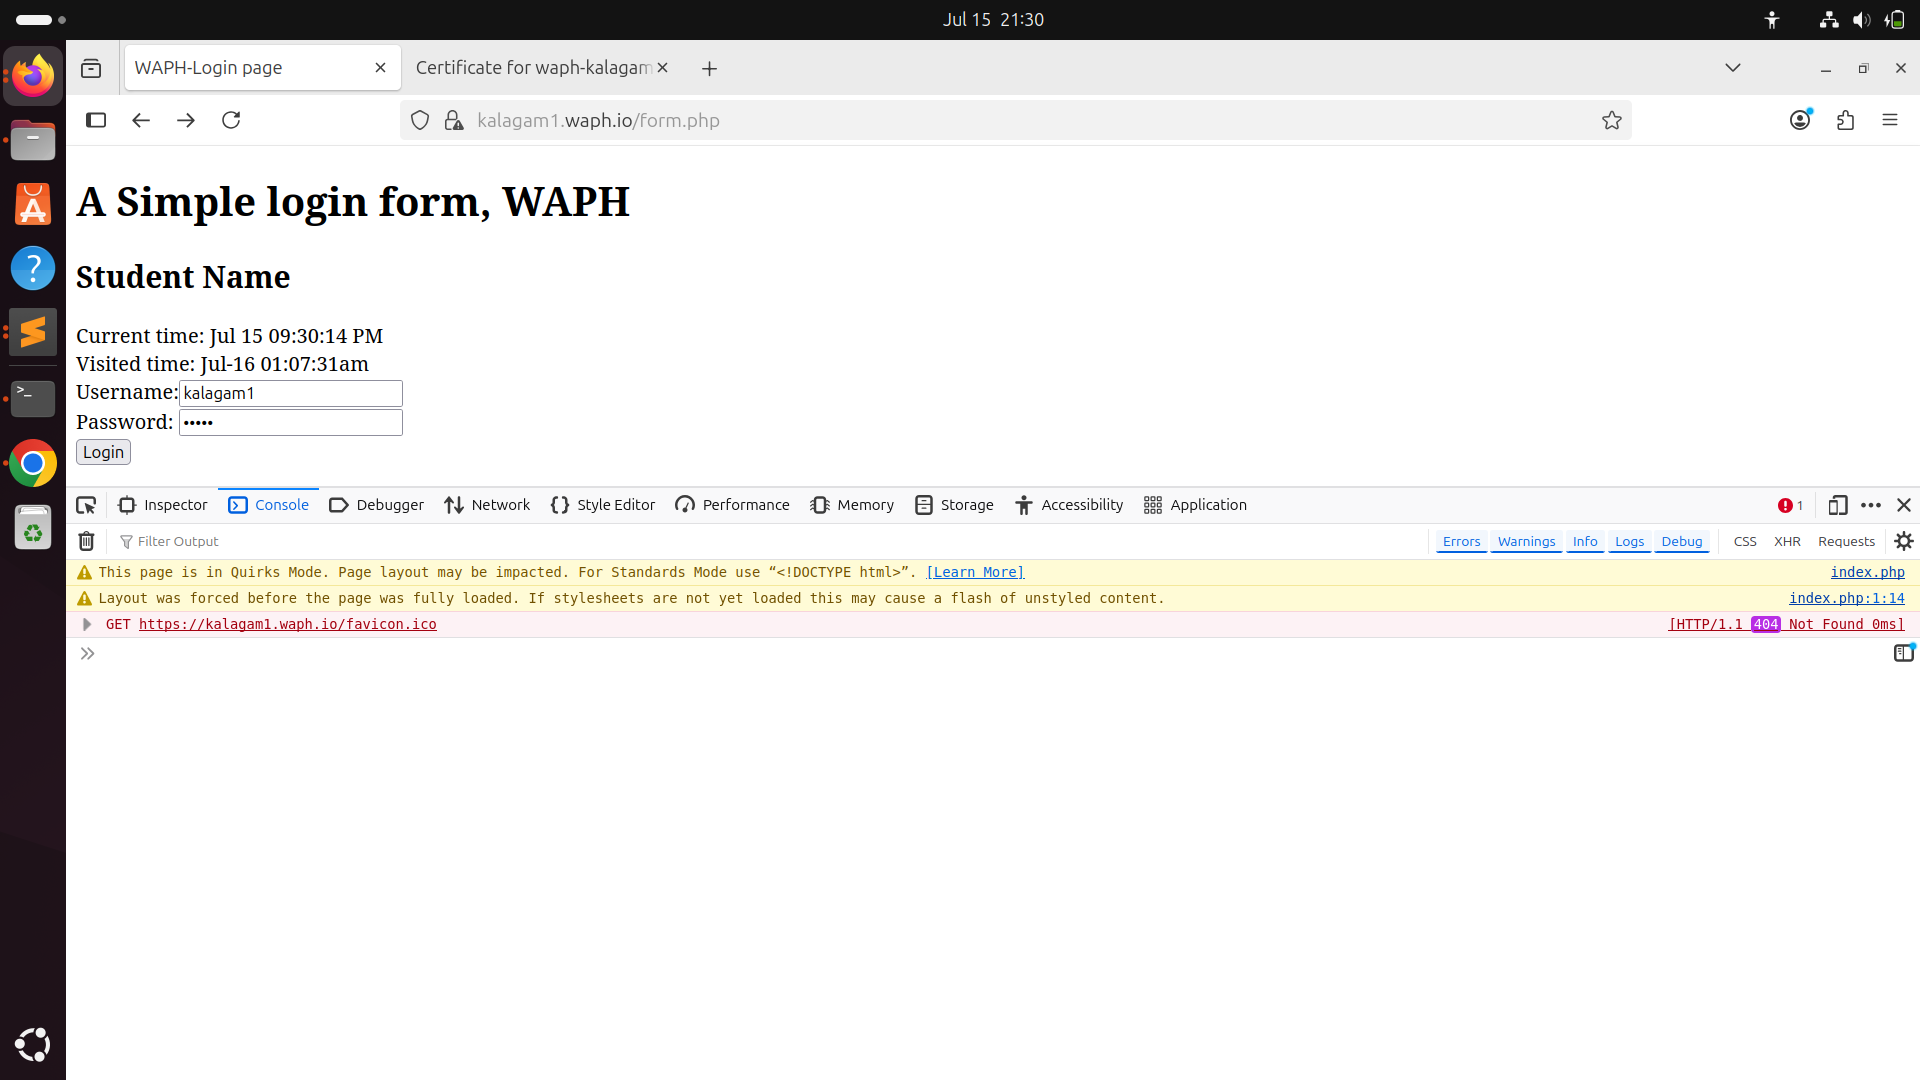 Jul 15 21:30
WAPH-Login page
Certificate for waph-kalagam
kalagam1.waph.io/form.php
A Simple login form, WAPH
Student Name
Current time: Jul 15 09:30:14 PM
Visited time: Jul-16 01:07:31am
Username: kalagam1
Password: •••••
Login
Inspector Console Debugger Network Style Editor Performance Memory Storage Accessibility Application 1
Filter Output Errors Warnings Info Logs Debug CSS XHR Requests
This page is in Quirks Mode. Page layout may be impacted. For Standards Mode use “<!DOCTYPE html>”. [Learn More] index.php
Layout was forced before the page was fully loaded. If stylesheets are not yet loaded this may cause a flash of unstyled content. index.php:1:14
GET https://kalagam1.waph.io/favicon.ico [HTTP/1.1 404 Not Found 0ms]